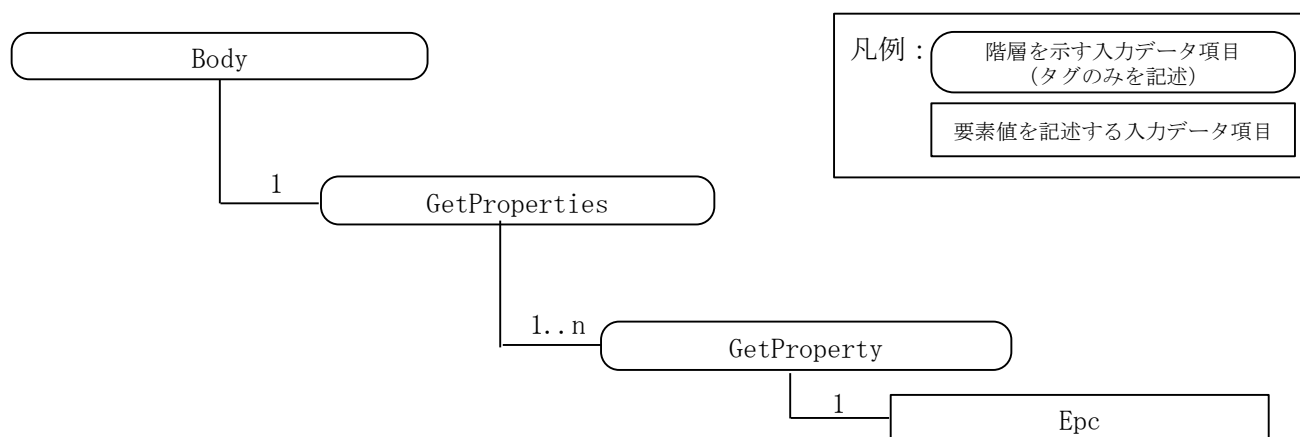 Body
凡例：
階層を示す入力データ項目
（タグのみを記述）
要素値を記述する入力データ項目
1
GetProperties
1..n
GetProperty
1
Epc